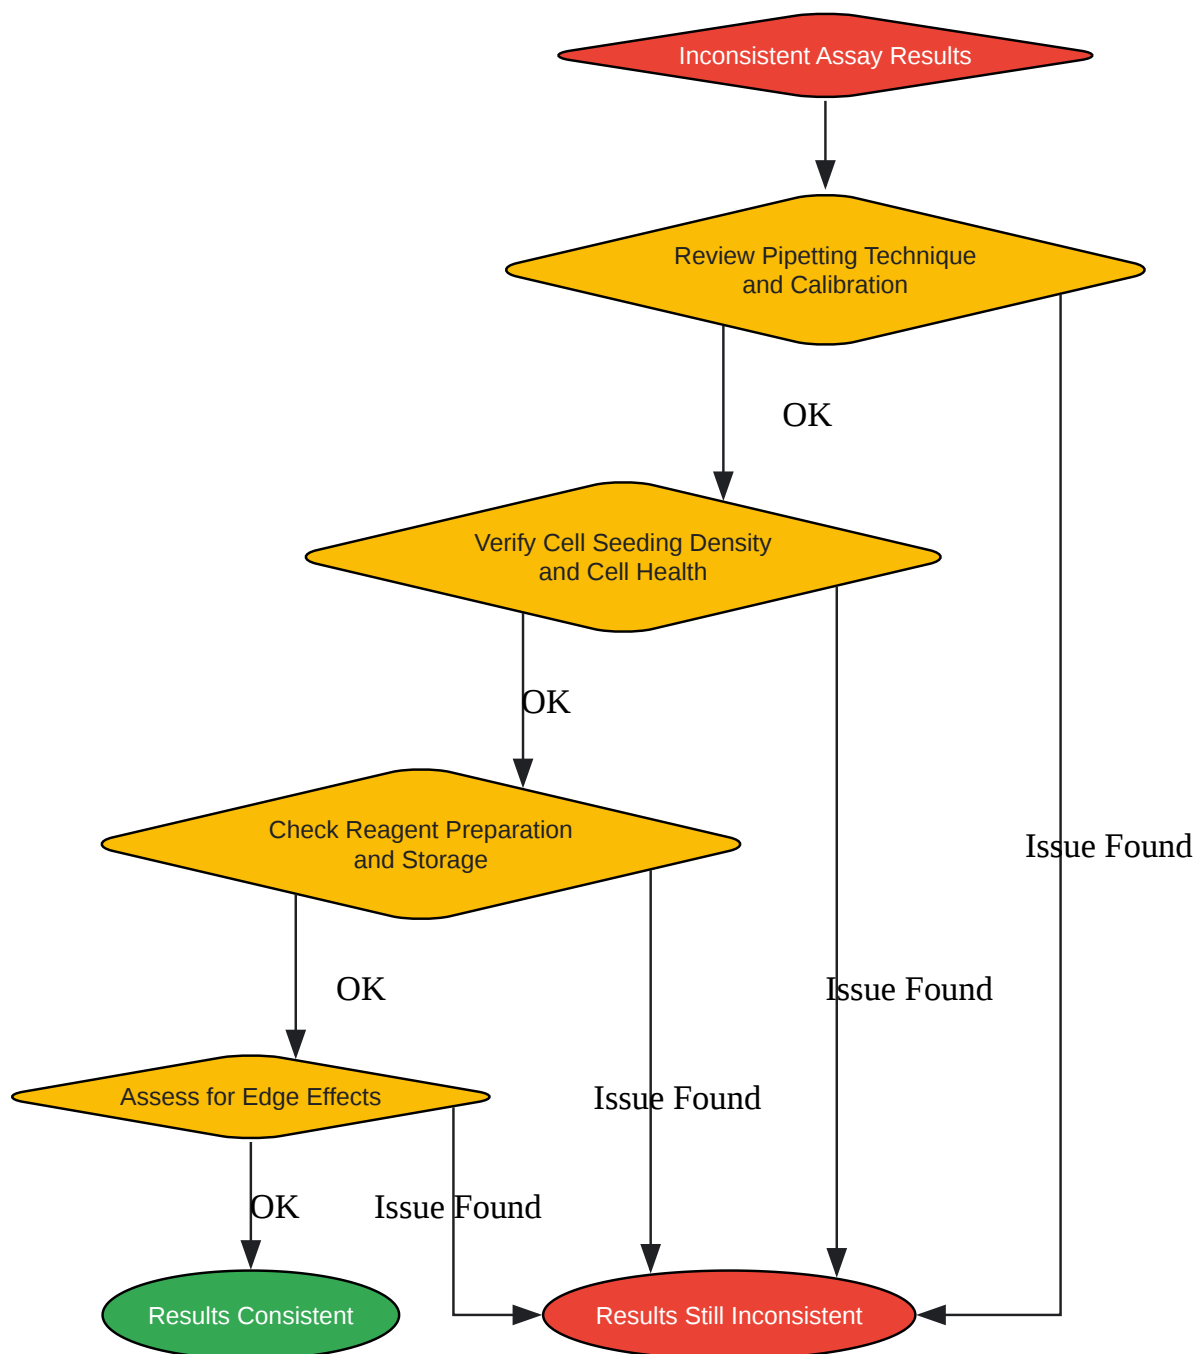 Inconsistent Assay Results
Review Pipetting Technique
and Calibration
OK
Verify Cell Seeding Density
and Cell Health
OK
Check Reagent Preparation
and Storage
Issue Found
OK
Issue Found
Assess for Edge Effects
Issue Found
OK
Issue Found
Results Consistent
Results Still Inconsistent